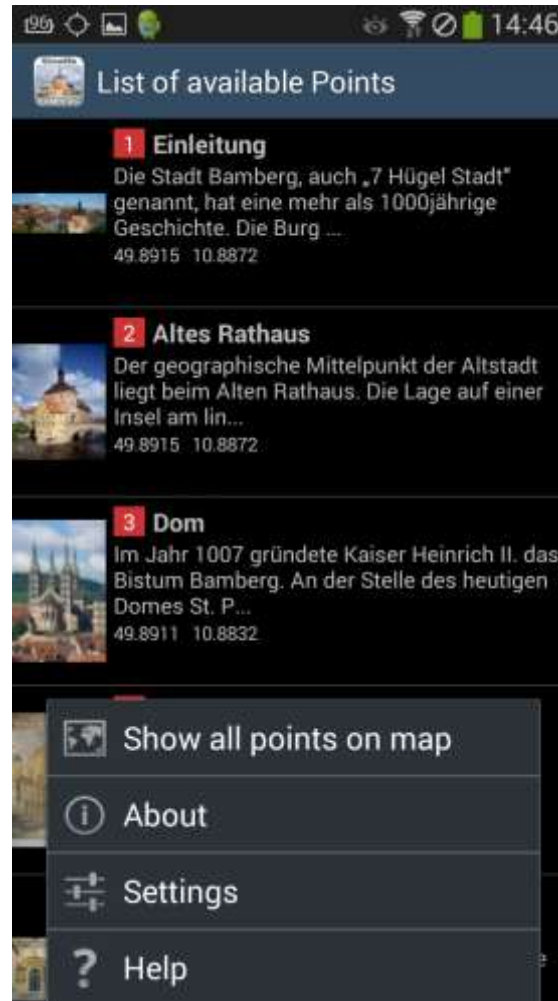 14:46
List of available Points
1 Einleitung
Die Stadt Bamberg, auch „7 Hügel Stadt"
genannt, hat eine mehr als 1000jährige
Geschichte. Die Burg ...
49.8915 10.8872
2 Altes Rathaus
Der geographische Mittelpunkt der Altstadt
liegt beim Alten Rathaus. Die Lage auf einer
Insel am lin...
49.8915 10.8872
3 Dom
Im Jahr 1007 gründete Kaiser Heinrich II. das
Bistum Bamberg. An der Stelle des heutigen
Domes St. P...
49.8911 10.8832
Show all points on map
About
Settings
? Help